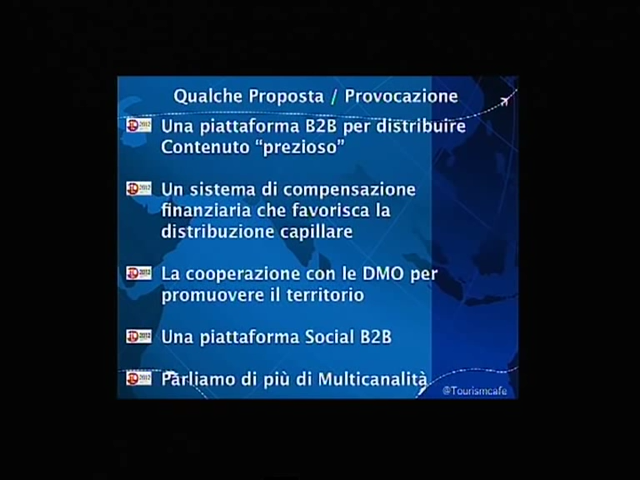 Qualche Proposta / Provocazione
Una piattaforma B2B per distribuire
Contenuto “prezioso”
Un sistema di compensazione
finanziaria che favorisca la
distribuzione capillare
La cooperazione con le DMO per
promuovere il territorio
Una piattaforma Social B2B
Parliamo di più di Multicanalità
@Tourismcafe